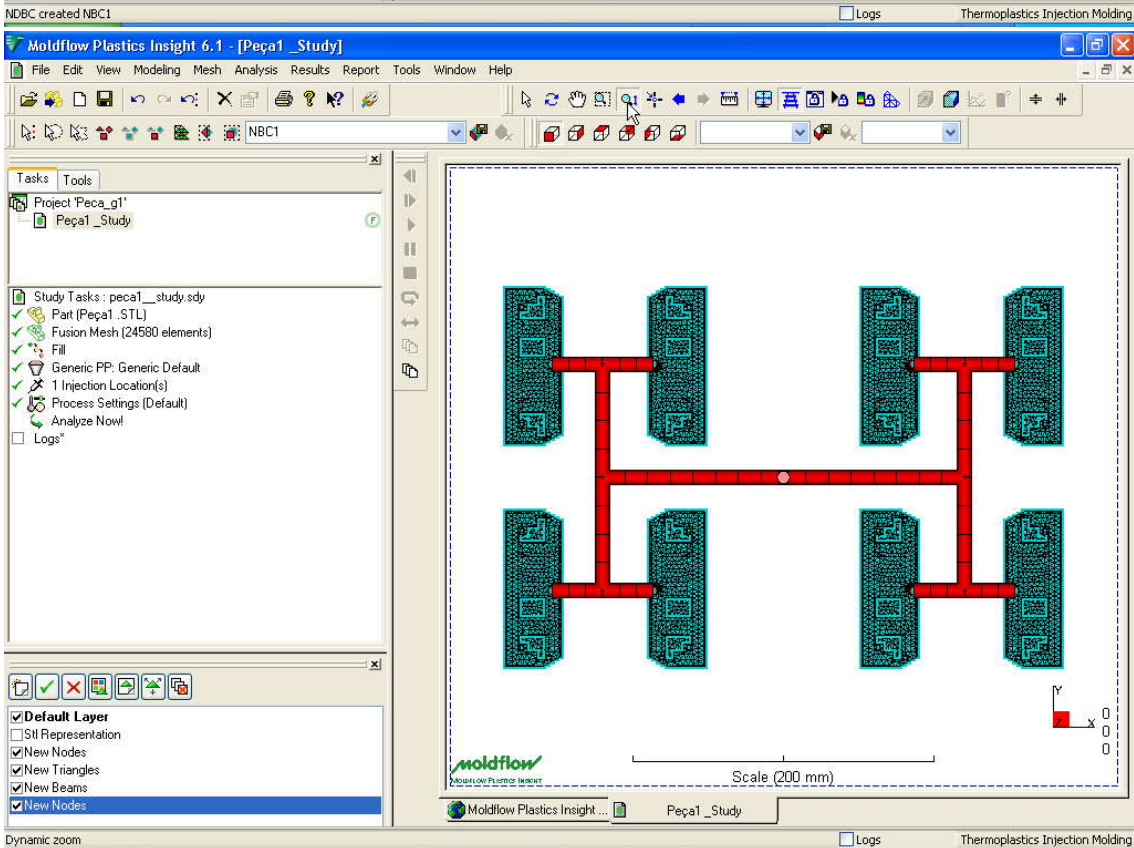 NDBC created NBC1
Logs
Thermoplastics Injection Molding
Moldflow Plastics Insight 6.1 - [Peça1 _Study]
File Edit View Modeling Mesh Analysis Results Report Tools Window Help
NBC1
Tasks Tools
Project 'Peca_g1'
Peça1 _Study
F
Study Tasks : peca1__study.sdy
Part (Peça1 .STL)
Fusion Mesh (24580 elements)
Fill
Generic PP: Generic Default
1 Injection Location(s)
Process Settings (Default)
Analyze Now!
Logs*
Default Layer
Stl Representation
New Nodes
New Triangles
New Beams
New Nodes
Y
Z X
0
0
0
moldflow
MOLDFLOW PLASTICS INSIGHT
Scale (200 mm)
Moldflow Plastics Insight ...
Peça1 _Study
Dynamic zoom
Logs
Thermoplastics Injection Molding